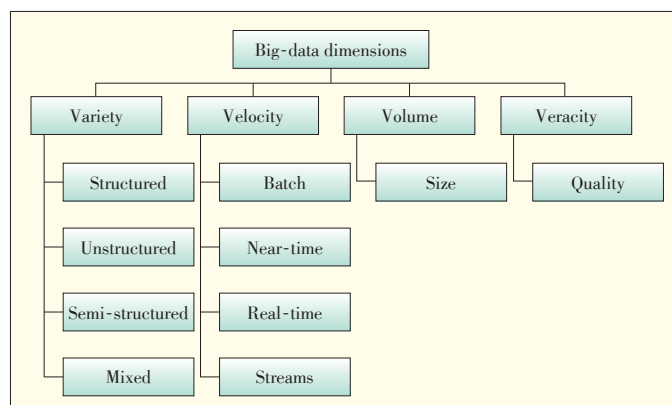 Big-data dimensions
Variety
Velocity
Volume
Veracity
Structured
Batch
Size
Quality
Unstructured
Near-time
Semi-structured
Real-time
Mixed
Streams